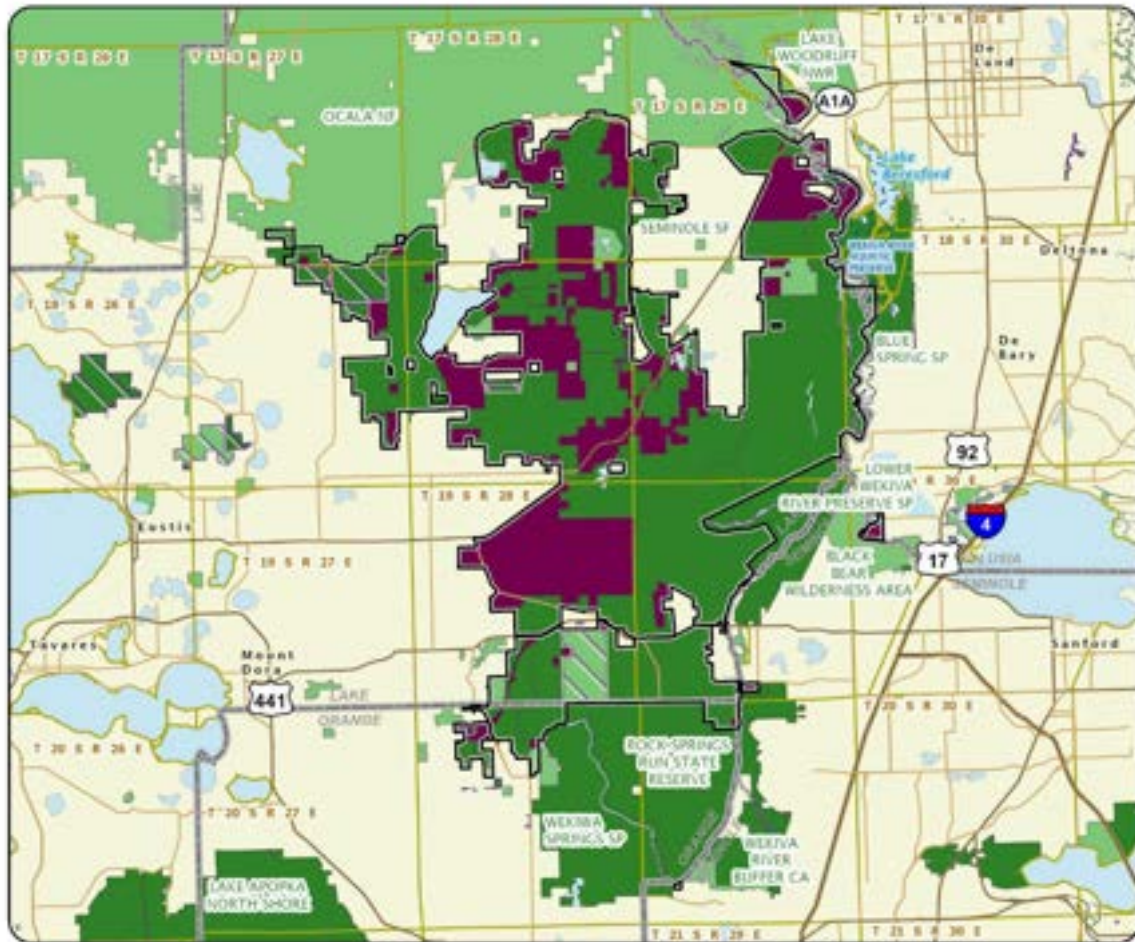 T 17 S R 30 E
T 17 S R 28 E
LAKE
WOODRUFF
NWR
De
Land
T 17 S R 29 E
A1A
OCALA NF
Lake
Beresford
SEMINOLE SF
T 18 S R 30 E
Deltona
T 18 S R 26 E
BLUE
SPRING SP
De
Bary
92
LOWER
WEKIVA
RIVER PRESERVE SP
T 19 S R 28 E
4
Eustis
17
T 19 S R 27 E
BLACK
BEAR
WILDERNESS AREA
SEMINOLE
Tavares
Mount
Dora
Sanford
441
LAKE
ORANGE
T 20 S R 30 E
T 20 S R 26 E
ROCK SPRINGS
RUN STATE
RESERVE
T 20 S R 27 E
WEKIWA
SPRINGS SP
ORANGE
WEKIVA
RIVER
BUFFER CA
LAKE APOPKA
NORTH SHORE
T 21 S R 29 E
T 21 S R 30 E